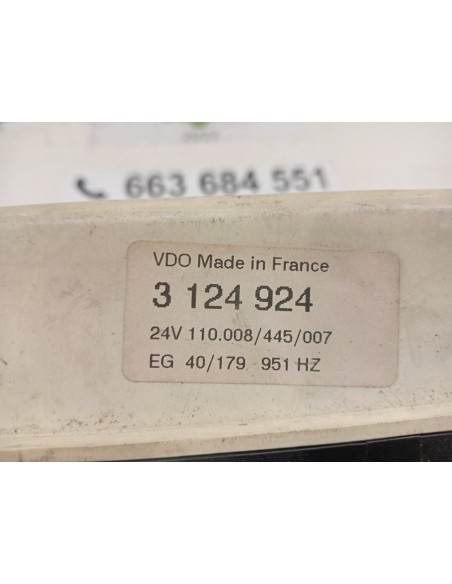 663 684 551
VDO Made in France
3 124 924
24V 110.008/445/007
EG 40/179 951 HZ